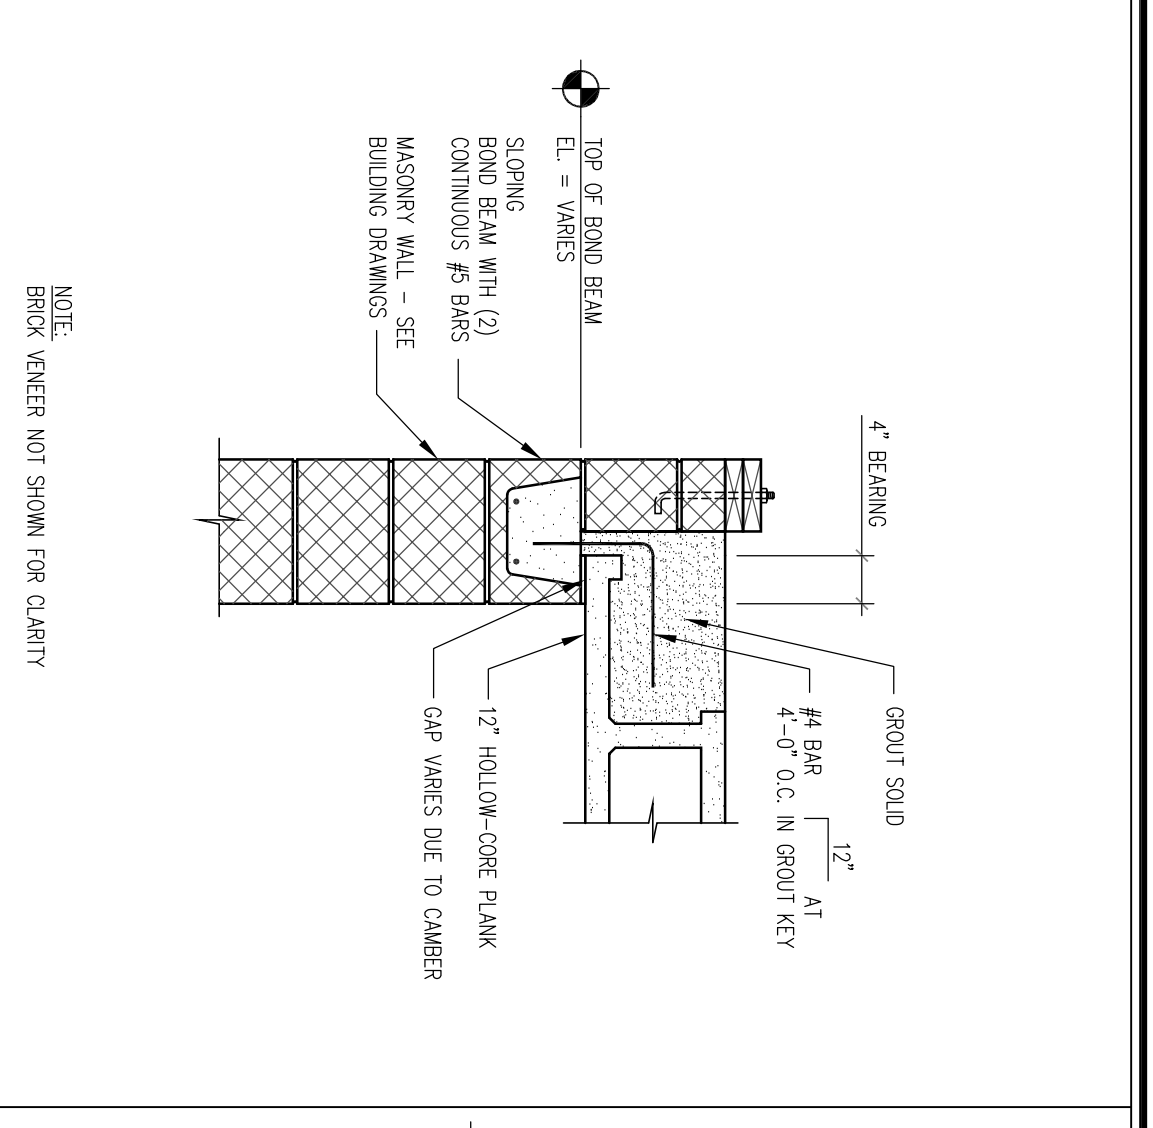 4" BEARING
GROUT SOLID
12"
#4 BAR AT
4'-0" O.C. IN GROUT KEY
TOP OF BOND BEAM
EL. = VARIES
SLOPING
BOND BEAM WITH (2)
CONTINUOUS #5 BARS
MASONRY WALL - SEE
BUILDING DRAWINGS
12" HOLLOW-CORE PLANK
GAP VARIES DUE TO CAMBER
NOTE:
BRICK VENEER NOT SHOWN FOR CLARITY